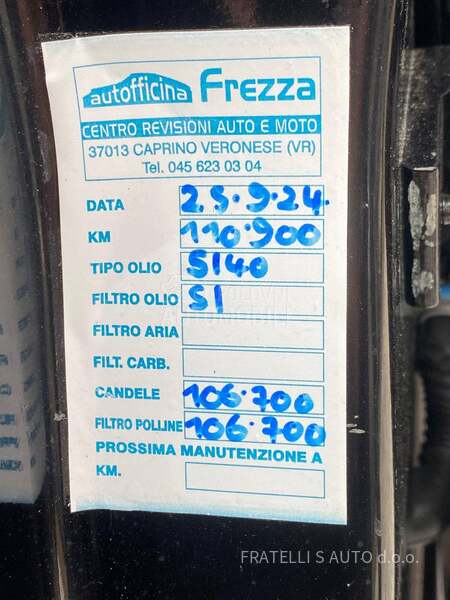 autofficina Frezza
CENTRO REVISIONI AUTO E MOTO
37013 CAPRINO VERONESE (VR)
Tel. 045 623 03 04
DATA 25.9.24.
KM 110.900
TIPO OLIO 5/40
FILTRO OLIO SI
FILTRO ARIA
FILT. CARB.
CANDELE 106.700
FILTRO POLLINE 106.700
PROSSIMA MANUTENZIONE A
KM.
FRATELLI S AUTO d.o.o.